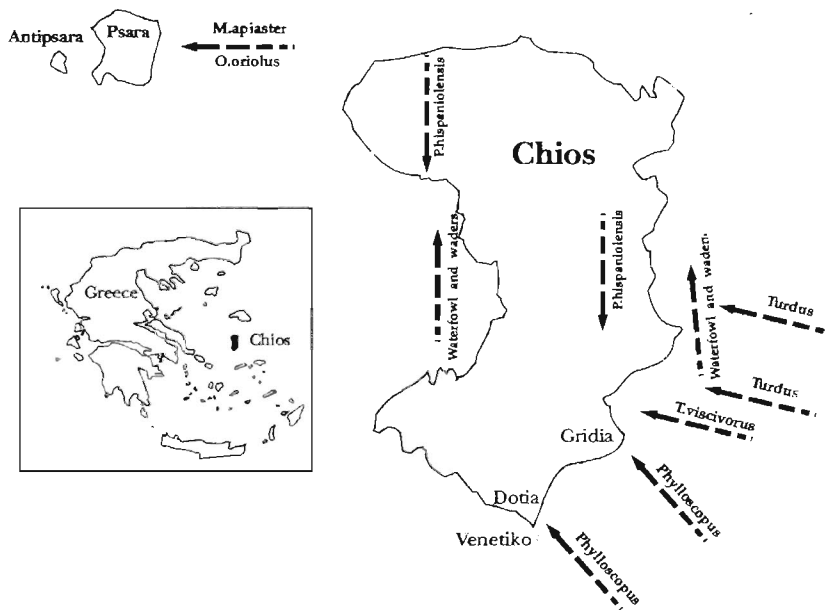 Antipsara
Psara
M.apiaster
O.oriolus
P.hispaniolensis
Chios
Waterfowl and waders
P.hispaniolensis
Waterfowl and waden.
Turdus
Greece
Chios
Turdus
T.viscivorus
Gridia
Phylloscopus
Dotia
Venetiko
Phylloscopus